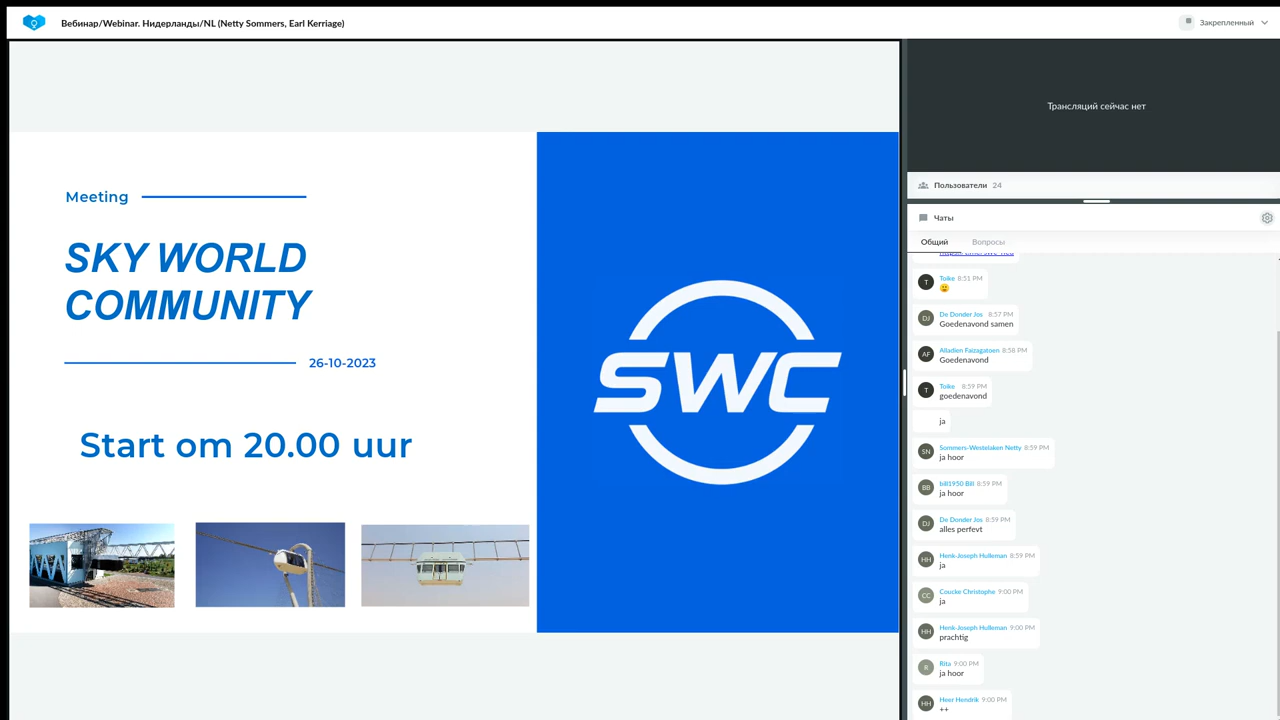 Вебинар/Webinar. Нидерланды/NL (Netty Sommers, Earl Kerriage)
Закрепленный
Meeting
SKY WORLD
COMMUNITY
26-10-2023
Start om 20.00 uur
SWC
Трансляций сейчас нет
Пользователи 24
Чаты
Общий Вопросы
T Toike 8:51 PM
🙂
DJ De Donder Jos 8:57 PM
Goedenavond samen
AF Alladien Faizagatoen 8:58 PM
Goedenavond
T Toike 8:59 PM
goedenavond
ja
SN Sommers-Westelaken Netty 8:59 PM
ja hoor
BB bill1950 Bill 8:59 PM
ja hoor
DJ De Donder Jos 8:59 PM
alles perfevt
HH Henk-Joseph Hulleman 8:59 PM
ja
CC Coucke Christophe 9:00 PM
ja
HH Henk-Joseph Hulleman 9:00 PM
prachtig
R Rita 9:00 PM
ja hoor
HH Heer Hendrik 9:00 PM
++